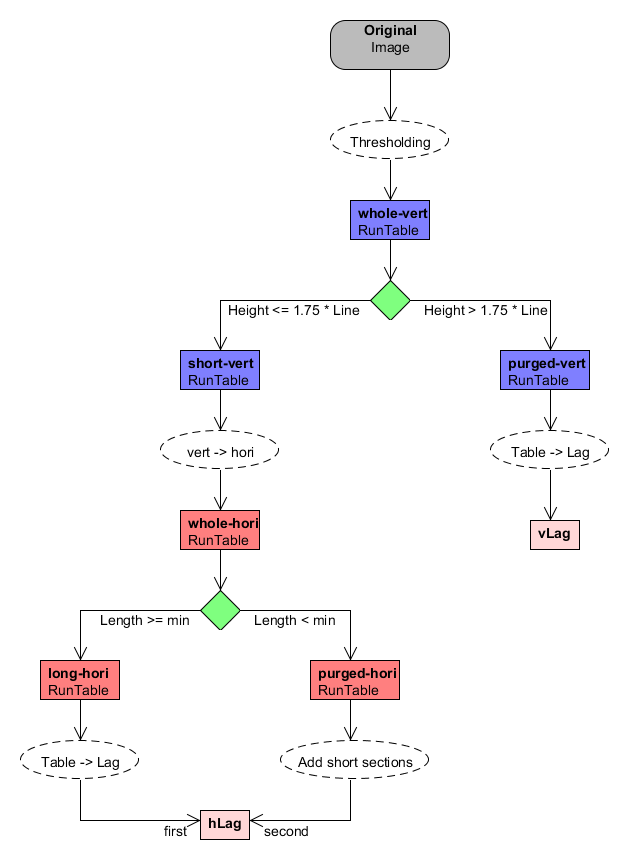 Original
Image
Thresholding
whole-vert
RunTable
Height <= 1.75 * Line
Height > 1.75 * Line
short-vert
RunTable
purged-vert
RunTable
vert -> hori
Table -> Lag
whole-hori
RunTable
vLag
Length >= min
Length < min
long-hori
RunTable
purged-hori
RunTable
Table -> Lag
Add short sections
first
hLag
second